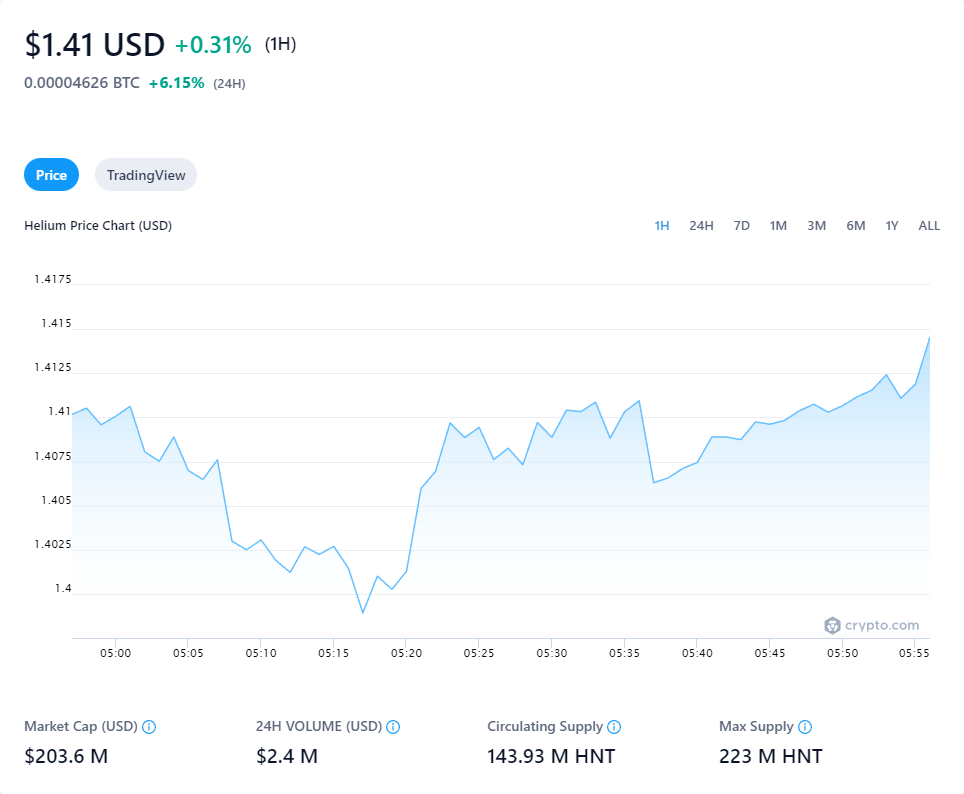 $1.41 USD +0.31% (1H)
0.00004626 BTC +6.15% (24H)
Price TradingView
Helium Price Chart (USD) 1H 24H 7D 1M 3M 6M 1Y ALL
1.4175
1.415
1.4125
1.41
1.4075
1.405
1.4025
1.4
crypto.com
05:00 05:05 05:10 05:15 05:20 05:25 05:30 05:35 05:40 05:45 05:50 05:55
Market Cap (USD) 24H VOLUME (USD) Circulating Supply Max Supply
$203.6 M $2.4 M 143.93 M HNT 223 M HNT